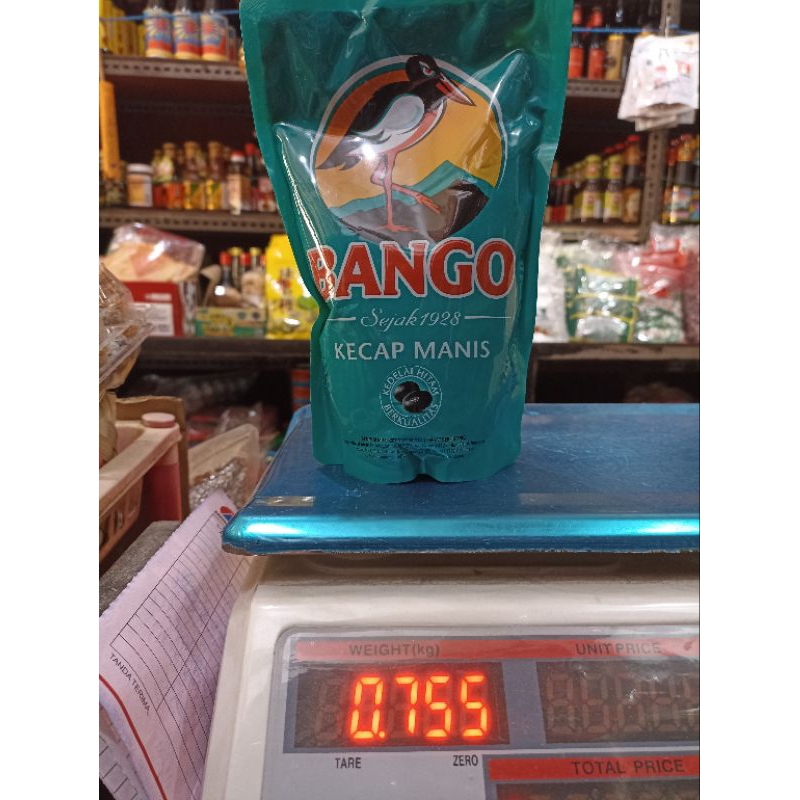 BANGO
Sejak 1928
KECAP MANIS
KEDELAI HITAM
BERKUALITAS
WEIGHT(kg)
UNIT PRICE
0.755
TARE
ZERO
TOTAL PRICE
TANDA TERIMA